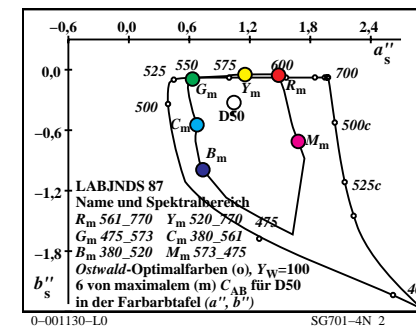 −0,6 0,0 0,6 1,2 1,8 2,4
a''s
0,0
−0,6
−1,2
−1,8
b''s
525 550 575 600 700
500
Gm Ym Rm
D50
Cm
Mm
Bm
500c
525c
475
LABJNDS 87
Name und Spektralbereich
Rm 561_770 Ym 520_770
Gm 475_573 Cm 380_561
Bm 380_520 Mm 573_475
Ostwald-Optimalfarben (o), YW=100
6 von maximalem (m) CAB für D50
in der Farbarbtafel (a'', b'')
0−001130−L0 SG701−4N 2